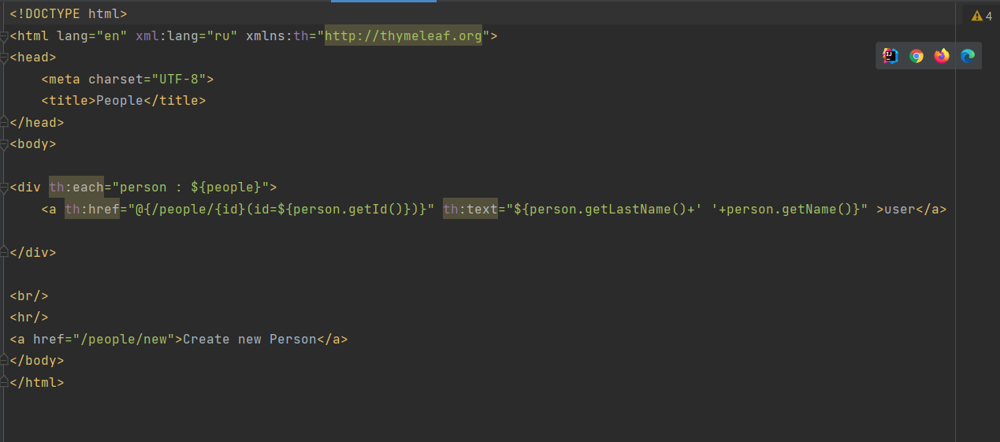 <!DOCTYPE html>
4
<html lang="en" xml:lang="ru" xmlns:th="http://thymeleaf.org">
<head>
    <meta charset="UTF-8">
    <title>People</title>
</head>
<body>
<div th:each="person : ${people}">
    <a th:href="@{/people/{id}(id=${person.getId()})}" th:text="${person.getLastName()+' '+person.getName()}" >user</a>
</div>
<br/>
<hr/>
<a href="/people/new">Create new Person</a>
</body>
</html>